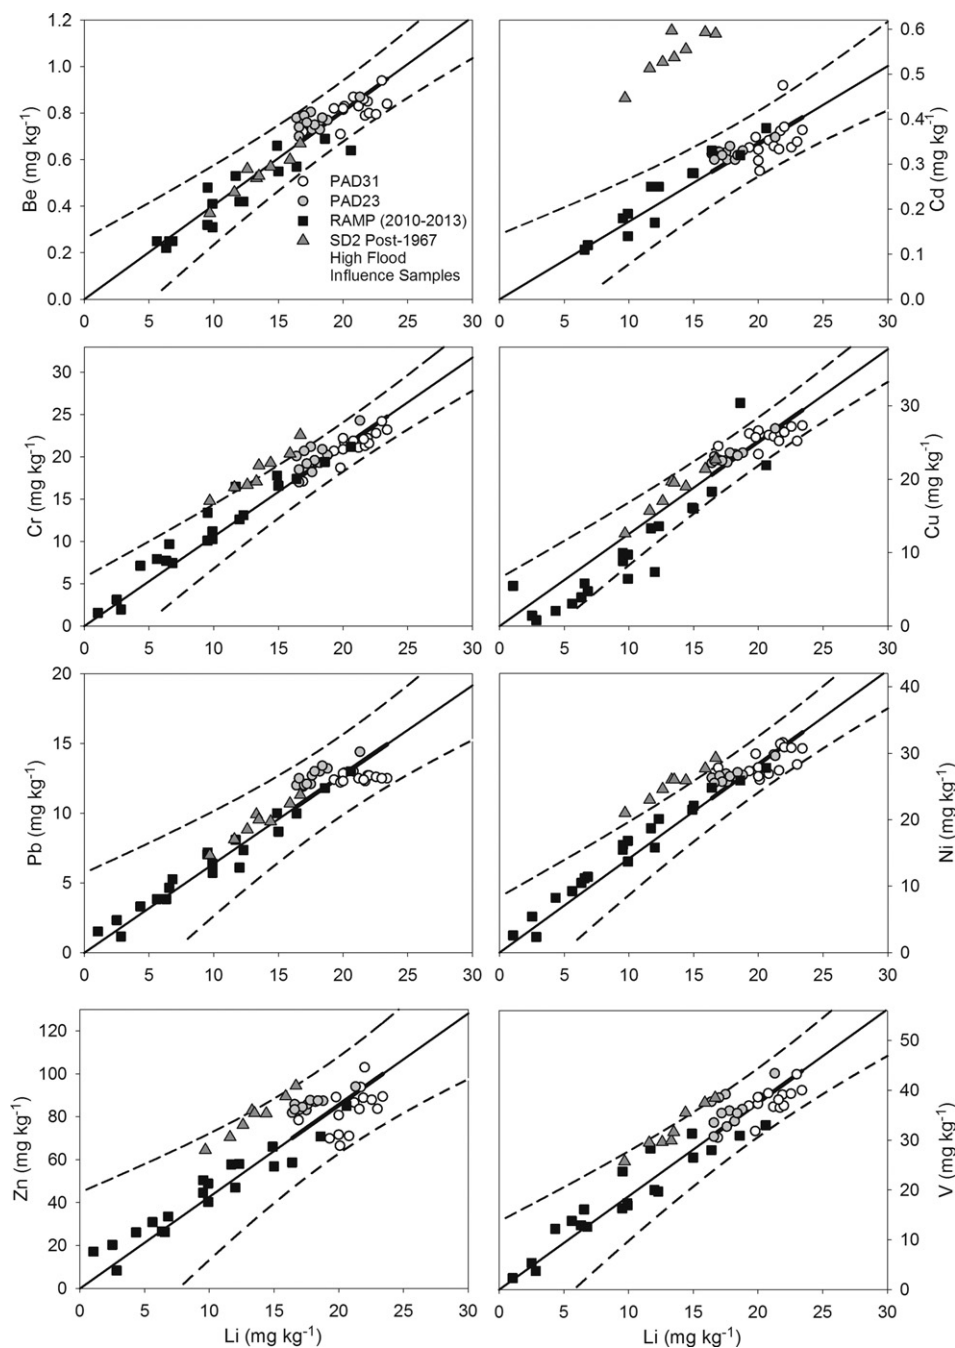 1.2
1.0
0.8
0.6
0.4
0.2
0.0
Be (mg kg-1)
0 5 10 15 20 25 30
PAD31
PAD23
RAMP (2010-2013)
SD2 Post-1967
High Flood
Influence Samples
0.6
0.5
0.4
0.3
0.2
0.1
0.0
Cd (mg kg-1)
0 5 10 15 20 25 30
30
25
20
15
10
5
0
Cr (mg kg-1)
0 5 10 15 20 25 30
30
20
10
0
Cu (mg kg-1)
0 5 10 15 20 25 30
20
15
10
5
0
Pb (mg kg-1)
0 5 10 15 20 25 30
40
30
20
10
0
Ni (mg kg-1)
0 5 10 15 20 25 30
120
100
80
60
40
20
0
Zn (mg kg-1)
0 5 10 15 20 25 30
Li (mg kg-1)
50
40
30
20
10
0
V (mg kg-1)
0 5 10 15 20 25 30
Li (mg kg-1)